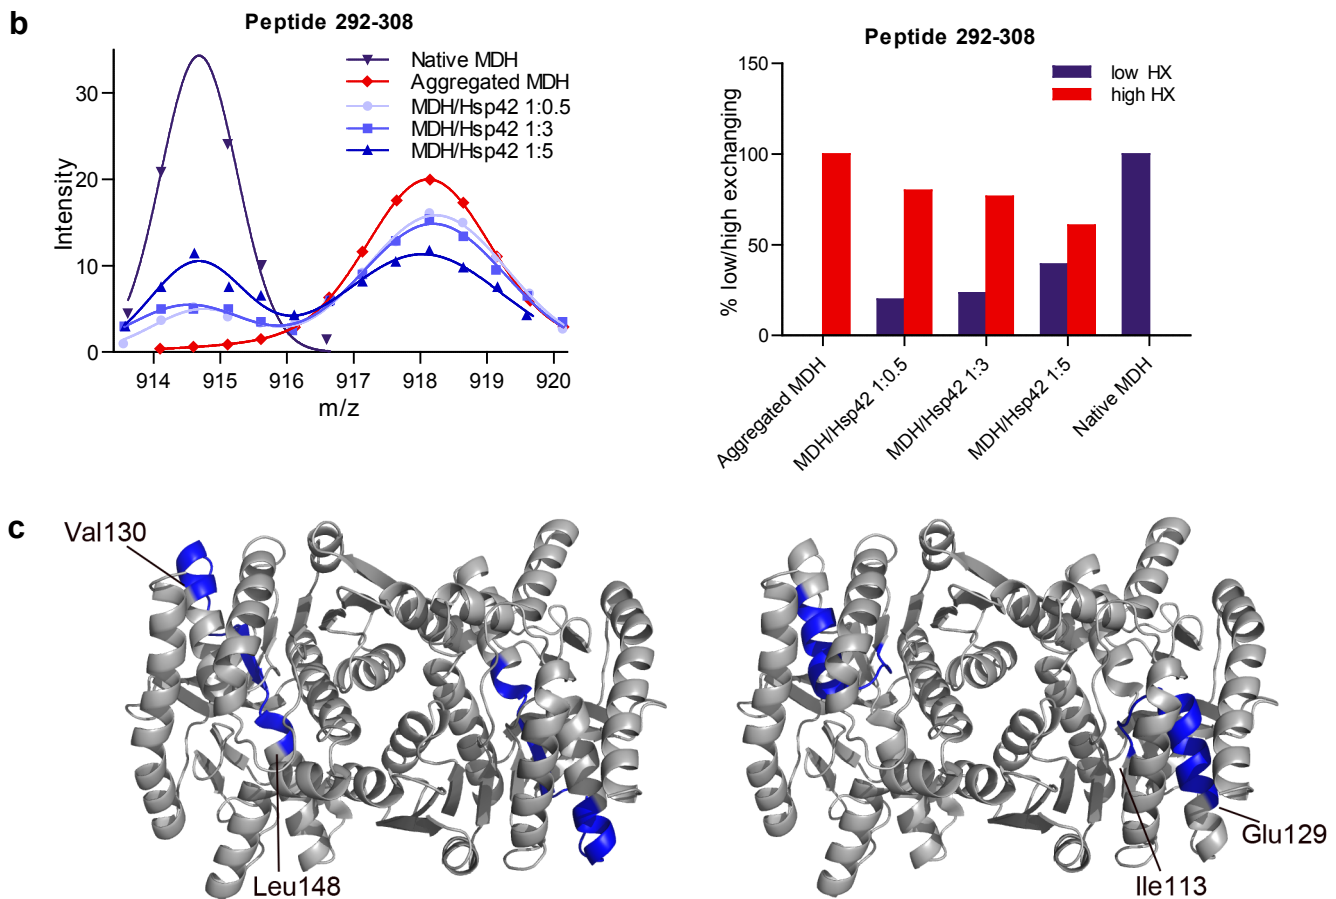 b
Peptide 292-308
Native MDH
Aggregated MDH
MDH/Hsp42 1:0.5
MDH/Hsp42 1:3
MDH/Hsp42 1:5
Intensity
30
20
10
0
914 915 916 917 918 919 920
m/z
Peptide 292-308
low HX
high HX
% low/high exchanging
150
100
50
0
Aggregated MDH
MDH/Hsp42 1:0.5
MDH/Hsp42 1:3
MDH/Hsp42 1:5
Native MDH
c
Val130
Leu148
Glu129
Ile113